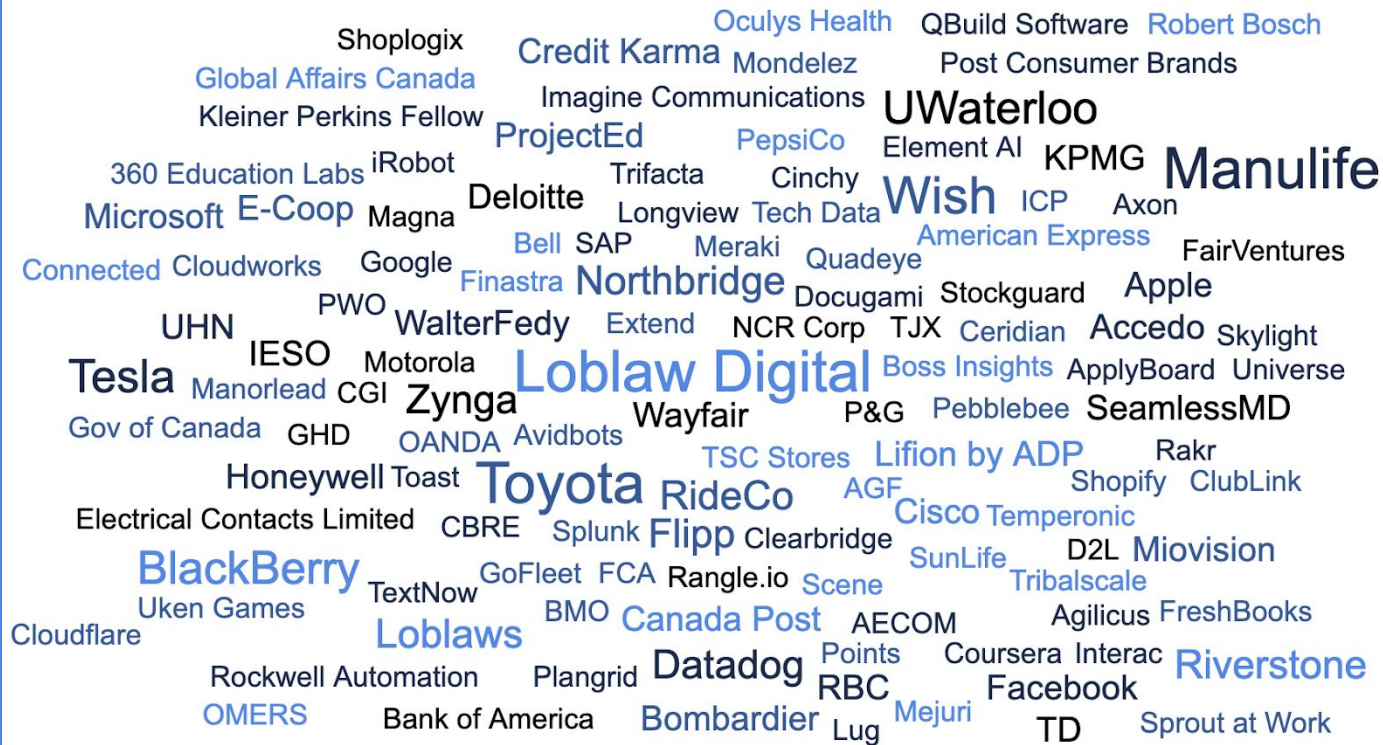 Oculys Health QBuild Software Robert Bosch
Shoplogix Credit Karma Mondelez Post Consumer Brands
Global Affairs Canada Imagine Communications UWaterloo
Kleiner Perkins Fellow ProjectEd PepsiCo Element AI KPMG Manulife
360 Education Labs iRobot Trifacta Cinchy Wish ICP Axon
Microsoft E-Coop Magna Deloitte Longview Tech Data
Bell SAP Meraki Quadeye American Express FairVentures
Connected Cloudworks Google Finastra Northbridge Docugami Stockguard Apple
PWO WalterFedy Extend NCR Corp TJX Ceridian Accedo Skylight
UHN IESO Motorola Loblaw Digital Boss Insights ApplyBoard Universe
Tesla Manorlead CGI Zynga Wayfair P&G Pebblebee SeamlessMD
Gov of Canada GHD OANDA Avidbots TSC Stores Lifion by ADP Rakr
Honeywell Toast Toyota RideCo AGF Shopify ClubLink
Electrical Contacts Limited CBRE Splunk Flipp Clearbridge Cisco Temperonic
BlackBerry GoFleet FCA Rangle.io Scene SunLife D2L Miovision
TextNow Tribalscale
Uken Games BMO Canada Post AECOM Agilicus FreshBooks
Cloudflare Loblaws Points Coursera Interac Riverstone
Rockwell Automation Plangrid Datadog RBC Facebook
OMERS Bank of America Bombardier Lug Mejuri TD Sprout at Work